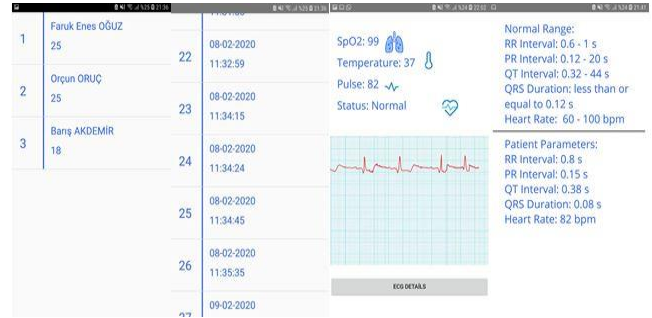 1
Faruk Enes OĞUZ
25
2
Orçun ORUÇ
25
3
Barış AKDEMİR
18
22
08-02-2020
11:32:59
23
08-02-2020
11:34:15
24
08-02-2020
11:34:24
25
08-02-2020
11:34:45
26
08-02-2020
11:35:35
09-02-2020
SpO2: 99
Temperature: 37
Pulse: 82
Status: Normal
ECG DETAILS
Normal Range:
RR Interval: 0.6 - 1 s
PR Interval: 0.12 - 20 s
QT Interval: 0.32 - 44 s
QRS Duration: less than or
equal to 0.12 s
Heart Rate: 60 - 100 bpm
Patient Parameters:
RR Interval: 0.8 s
PR Interval: 0.15 s
QT Interval: 0.38 s
QRS Duration: 0.08 s
Heart Rate: 82 bpm